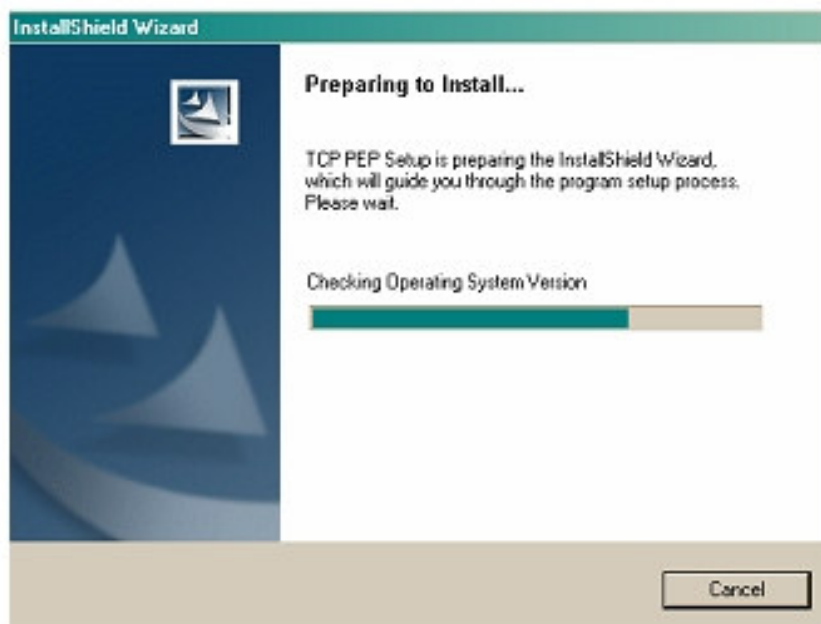 InstallShield Wizard
Preparing to Install...
TCP PEP Setup is preparing the InstallShield Wizard,
which will guide you through the program setup process.
Please wait.
Checking Operating System Version
Cancel